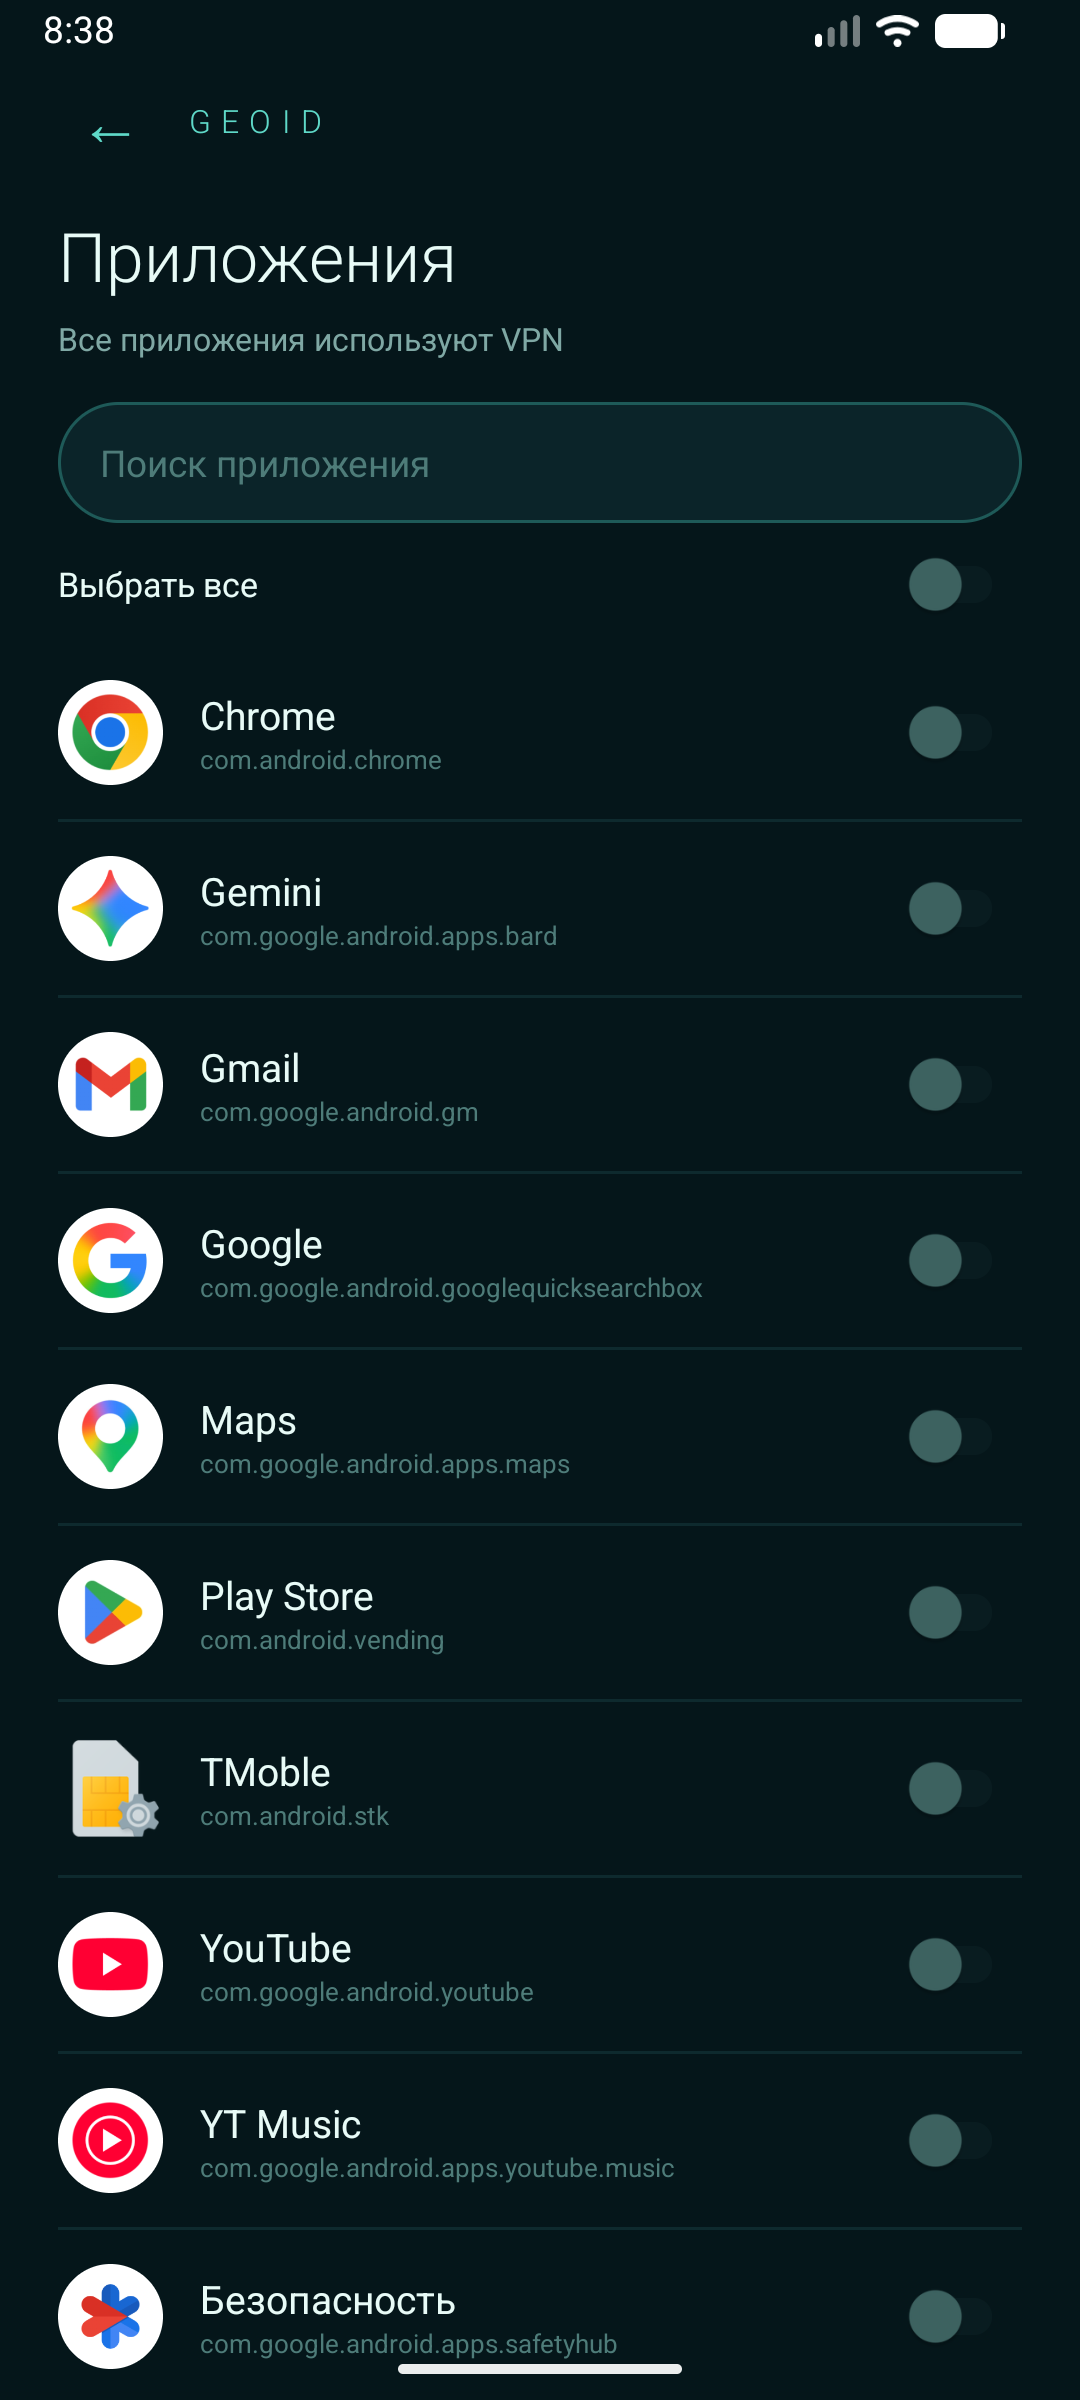 8:38
GEOID
Приложения
Все приложения используют VPN
Поиск приложения
Выбрать все
Chrome
com.android.chrome
Gemini
com.google.android.apps.bard
Gmail
com.google.android.gm
Google
com.google.android.googlequicksearchbox
Maps
com.google.android.apps.maps
Play Store
com.android.vending
TMoble
com.android.stk
YouTube
com.google.android.youtube
YT Music
com.google.android.apps.youtube.music
Безопасность
com.google.android.apps.safetyhub